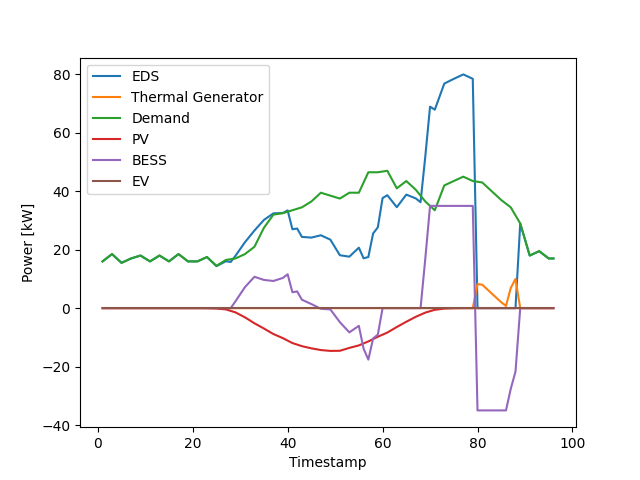 80
60
40
20
0
−20
−40
Power [kW]
EDS
Thermal Generator
Demand
PV
BESS
EV
0
20
40
60
80
100
Timestamp